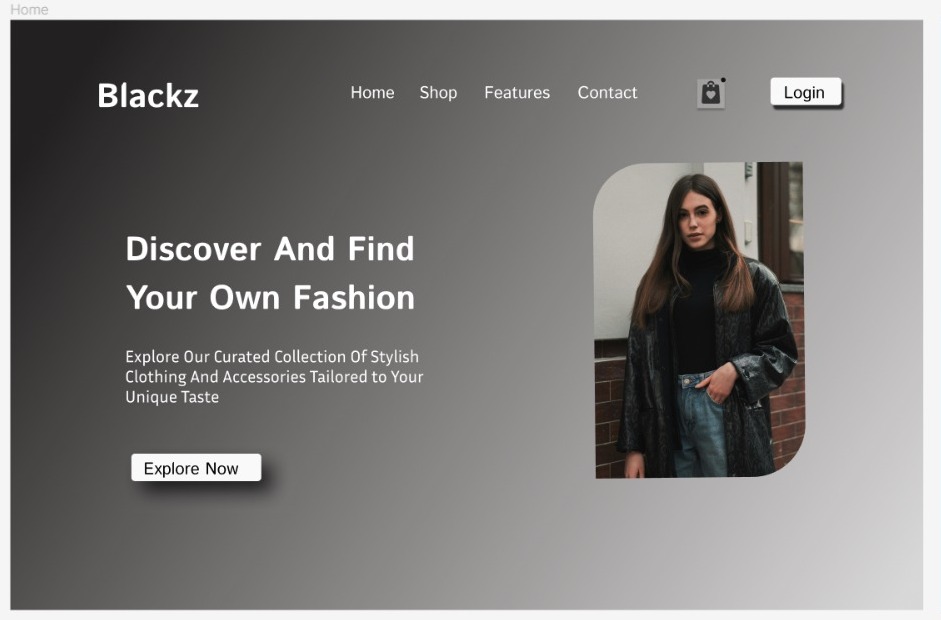 Home
Blackz
Home Shop Features Contact Login
Discover And Find
Your Own Fashion
Explore Our Curated Collection Of Stylish
Clothing And Accessories Tailored to Your
Unique Taste
Explore Now